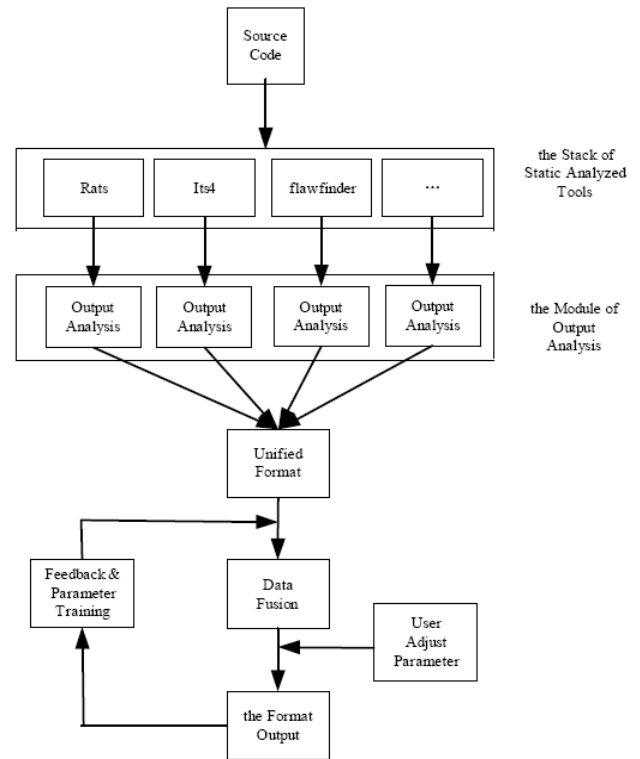 Source
Code
the Stack of
Static Analyzed
Tools
Rats
Its4
flawfinder
...
Output
Analysis
Output
Analysis
Output
Analysis
Output
Analysis
the Module of
Output
Analysis
Unified
Format
Feedback &
Parameter
Training
Data
Fusion
User
Adjust
Parameter
the Format
Output